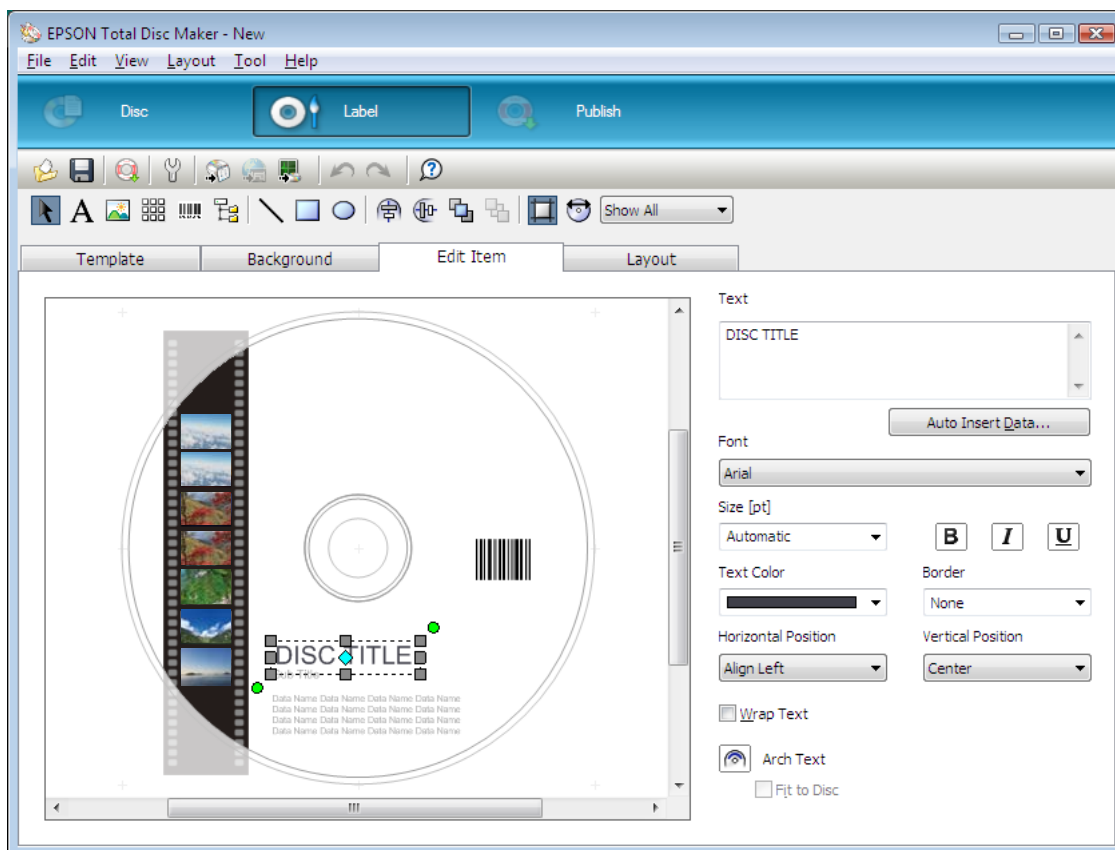 EPSON Total Disc Maker - New
File Edit View Layout Tool Help
Disc Label Publish
A Show All
Template Background Edit Item Layout
Text
DISC TITLE
Auto Insert Data...
Font
Arial
Size [pt]
Automatic B I U
Text Color Border
None
Horizontal Position Vertical Position
Align Left Center
Wrap Text
Arch Text
Fit to Disc
DISC TITLE
Sub Title
Data Name Data Name Data Name Data Name
Data Name Data Name Data Name Data Name
Data Name Data Name Data Name Data Name
Data Name Data Name Data Name Data Name